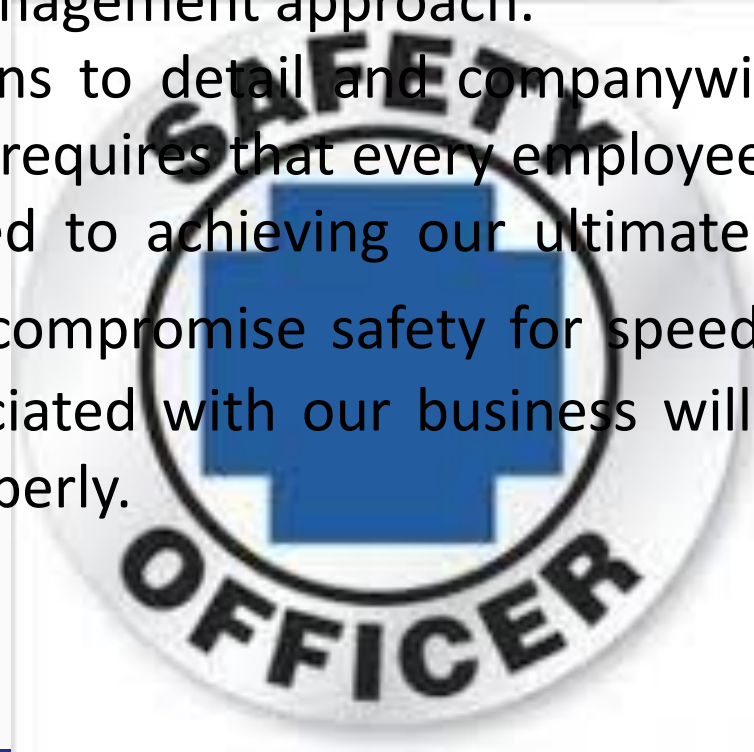 nagement approach.
ns to detail and companywi
requires that every employee
ed to achieving our ultimate
compromise safety for speed
ciated with our business will
perly.
SAFETY
OFFICER